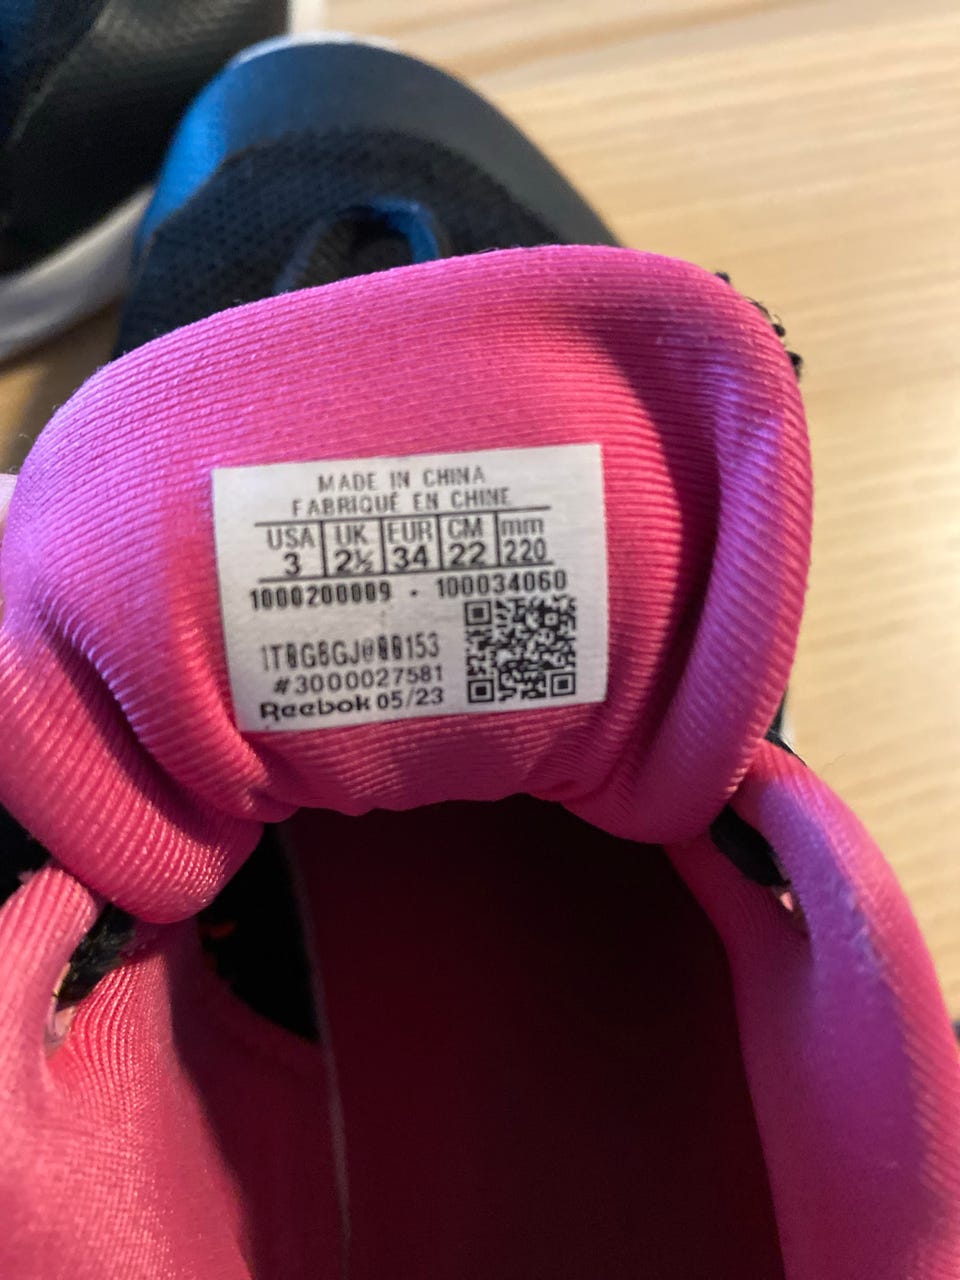 MADE IN CHINA
FABRIQUÉ EN CHINE
USA UK EUR CM mm
3 2½ 34 22 220
1000200009 · 100034060
#3000027581
Reebok 05/23